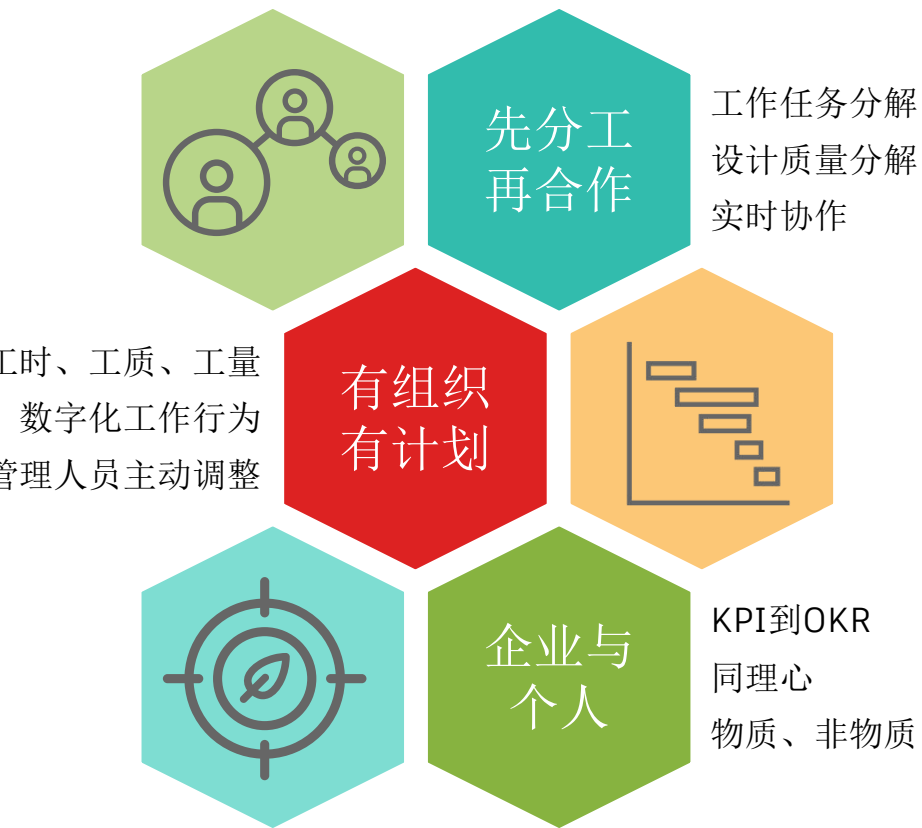 先分工
再合作
工作任务分解
设计质量分解
实时协作
工时、工质、工量
数字化工作行为
管理人员主动调整
有组织
有计划
企业与
个人
KPI到OKR
同理心
物质、非物质